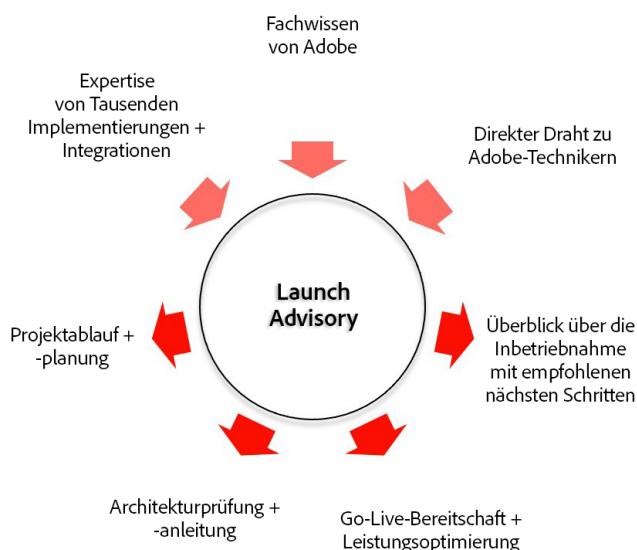 Fachwissen
von Adobe
Expertise
von Tausenden
Implementierungen +
Integrationen
Direkter Draht zu
Adobe-Technikern
Launch
Advisory
Projektablauf +
-planung
Überblick über die
Inbetriebnahme
mit empfohlenen
nächsten Schritten
Architekturprüfung +
-anleitung
Go-Live-Bereitschaft +
Leistungsoptimierung